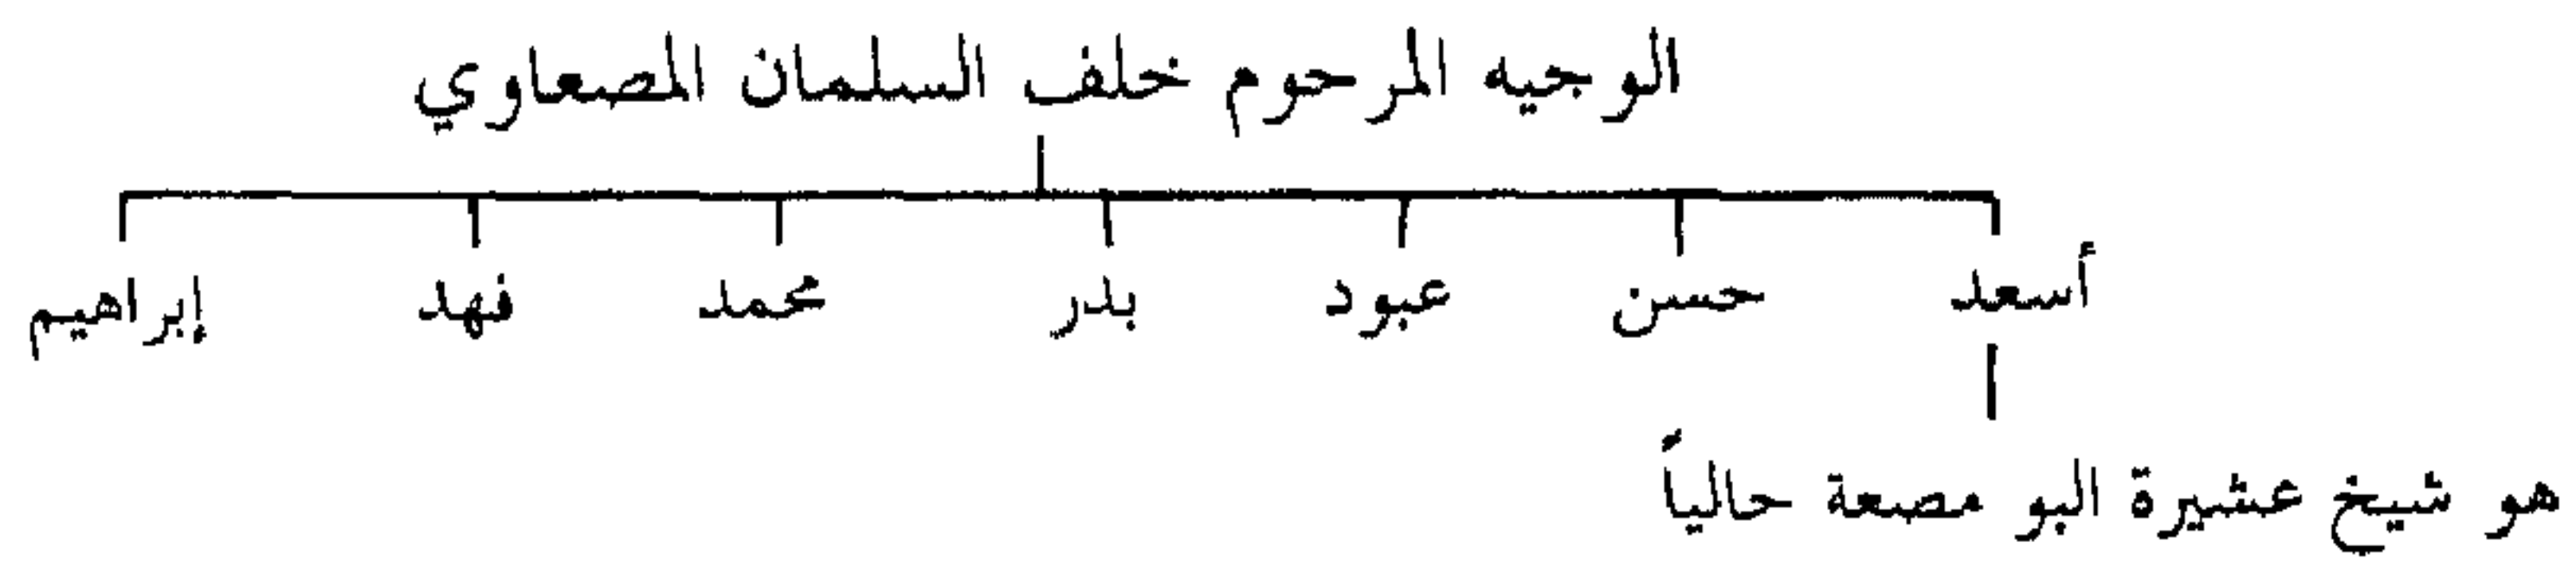 الوجيه المرحوم خلف السلمان المصعاوي
أسعد حسن عبود بدر محمد فهد إبراهيم
هو شيخ عشيرة البو مصعة حالياً